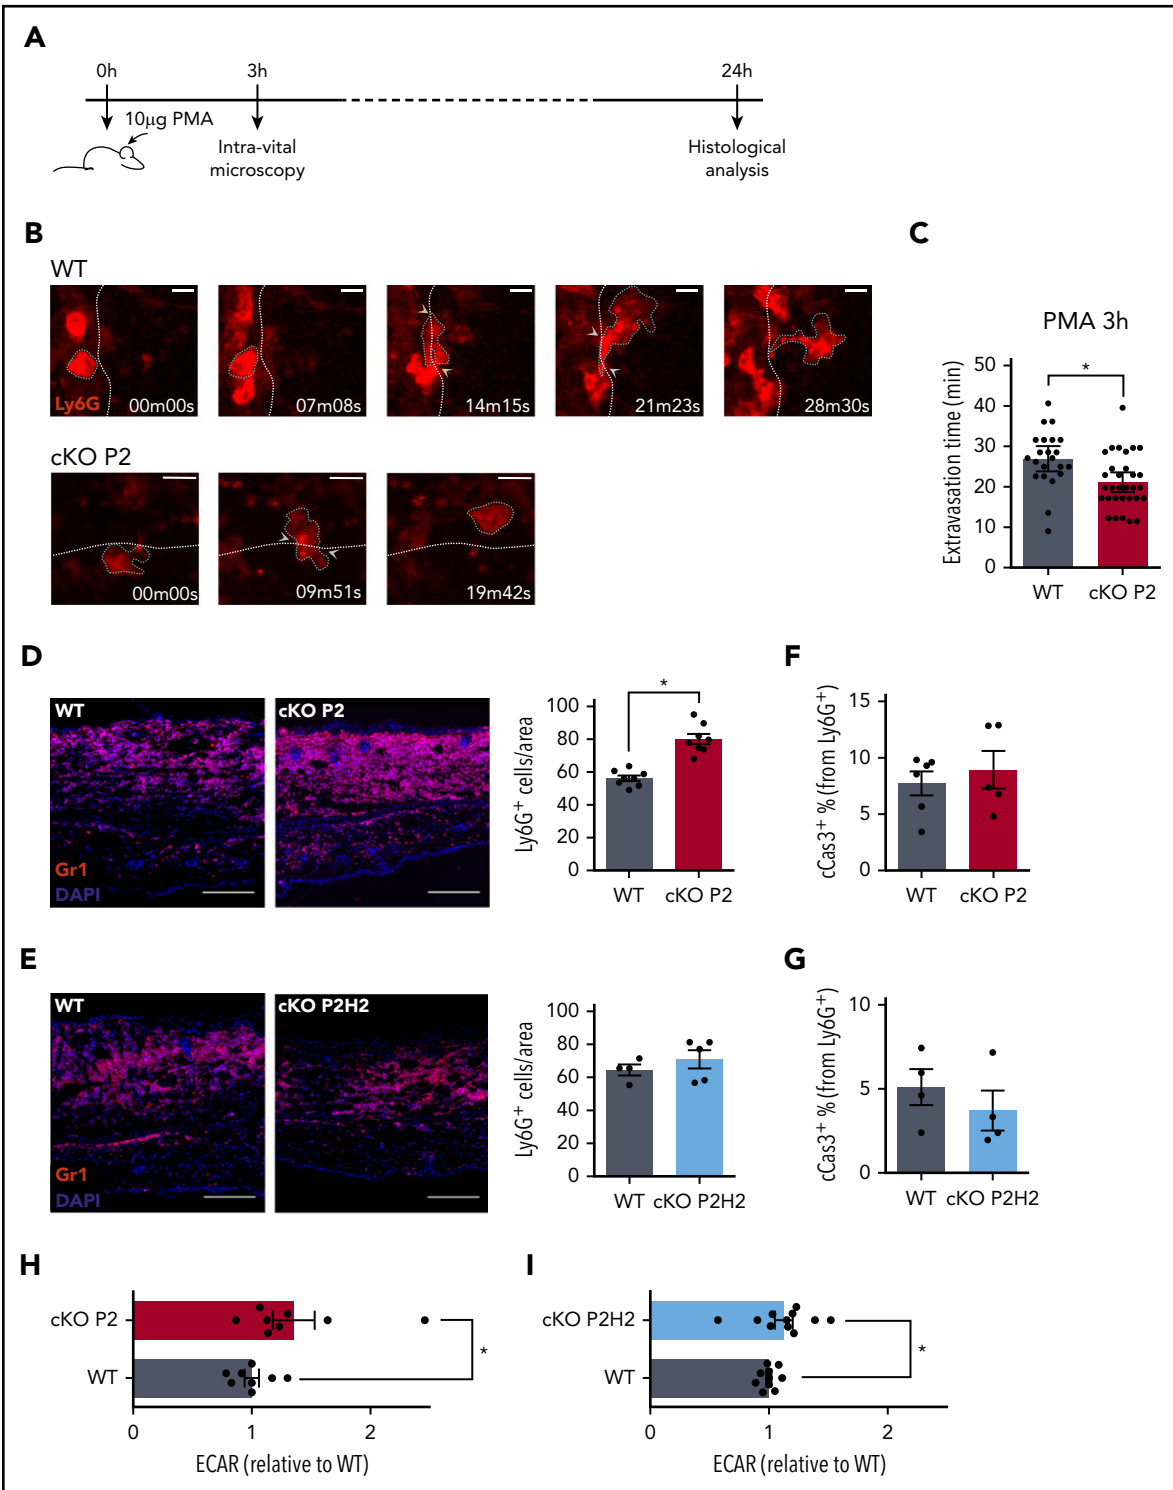 A
0h
3h
24h
10μg PMA
Intra-vital
microscopy
Histological
analysis
B
WT
Ly6G
00m00s
07m08s
14m15s
21m23s
28m30s
cKO P2
00m00s
09m51s
19m42s
C
PMA 3h
Extravasation time (min)
50
40
30
20
10
0
*
WT
cKO P2
D
WT
Gr1
DAPI
cKO P2
Ly6G+ cells/area
100
80
60
40
20
0
*
WT
cKO P2
F
cCas3+ % (from Ly6G+)
15
10
5
0
WT
cKO P2
E
WT
Gr1
DAPI
cKO P2H2
Ly6G+ cells/area
100
80
60
40
20
0
WT
cKO P2H2
G
cCas3+ % (from Ly6G+)
10
5
0
WT
cKO P2H2
H
cKO P2
WT
*
0
1
2
ECAR (relative to WT)
I
cKO P2H2
WT
*
0
1
2
ECAR (relative to WT)